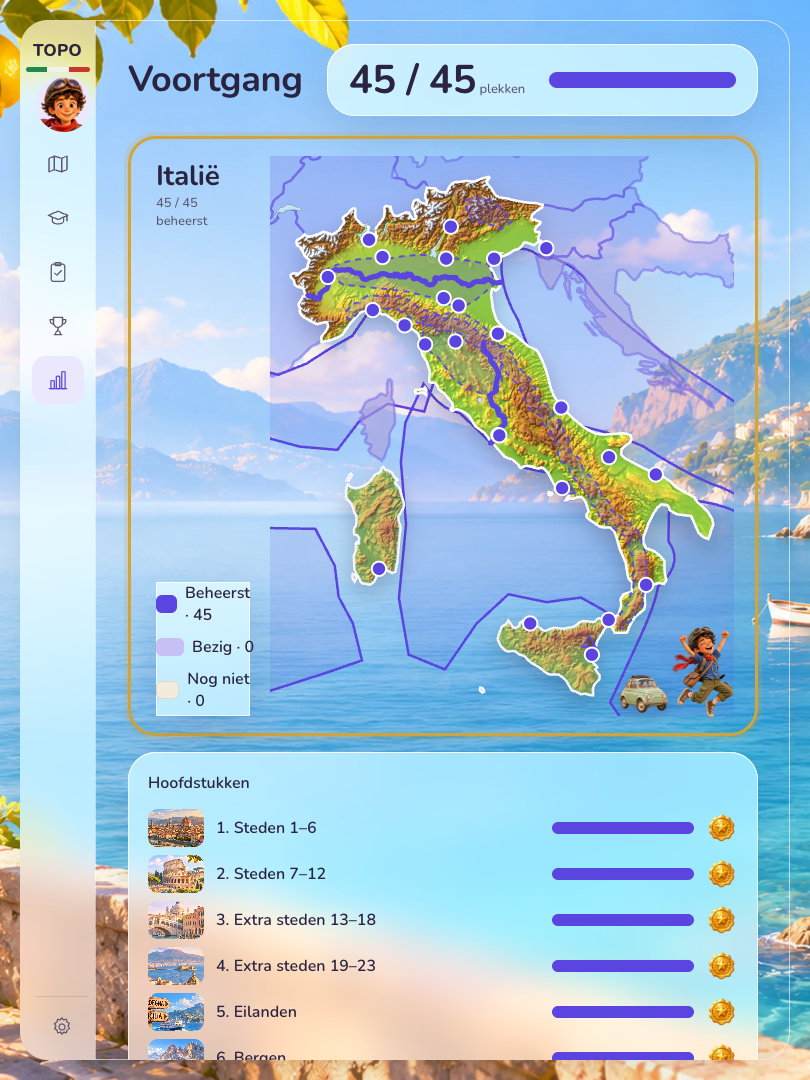 TOPO
Voortgang
45 / 45 plekken
Italië
45 / 45
beheerst
Beheerst
· 45
Bezig · 0
Nog niet
· 0
Hoofdstukken
1. Steden 1–6
2. Steden 7–12
3. Extra steden 13–18
4. Extra steden 19–23
5. Eilanden
6. Bergen